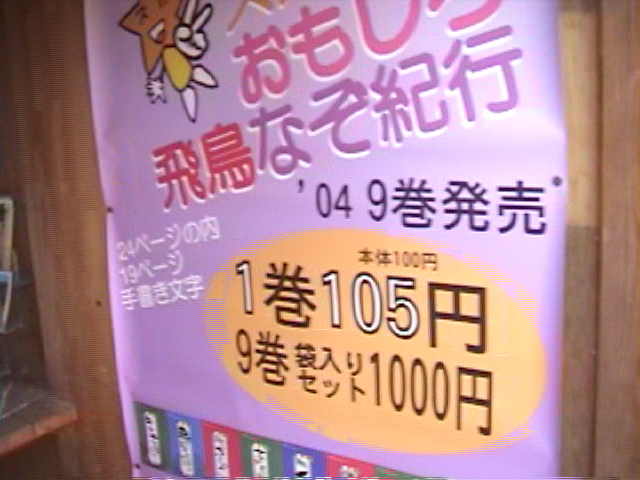 おもしろ
飛鳥なぞ紀行
'04 9巻発売
24ページの内
19ページ
手書き文字
本体100円
1巻105円
9巻袋入りセット1000円